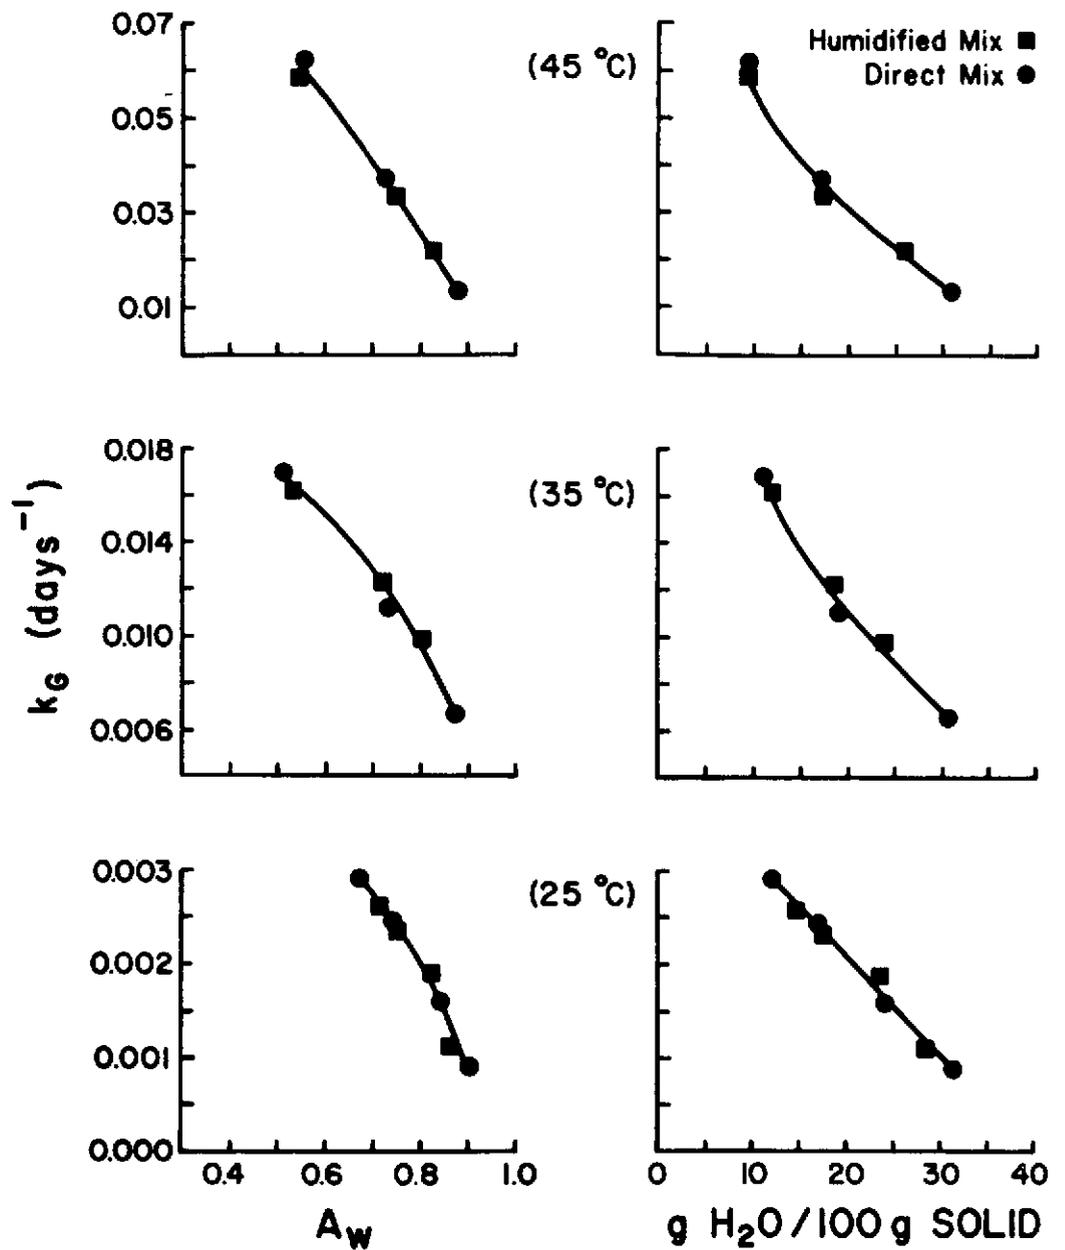 0.07
0.05
0.03
0.01
(45 °C)
Humidified Mix ■
Direct Mix ●
kG (days⁻¹)
0.018
0.014
0.010
0.006
(35 °C)
0.003
0.002
0.001
0.000
(25 °C)
0.4 0.6 0.8 1.0
0 10 20 30 40
AW
g H₂O/100 g SOLID